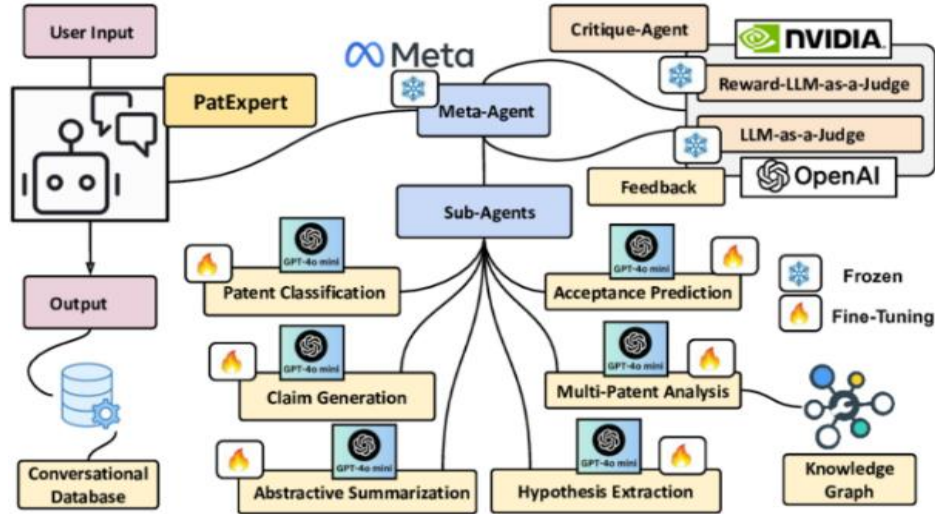 User Input
PatExpert
Meta
Meta-Agent
Critique-Agent
NVIDIA
Reward-LLM-as-a-Judge
LLM-as-a-Judge
Feedback
OpenAI
Sub-Agents
GPT-4o mini
Patent Classification
GPT-4o mini
Acceptance Prediction
Frozen
Fine-Tuning
Output
GPT-4o mini
Claim Generation
GPT-4o mini
Multi-Patent Analysis
GPT-4o mini
Abstractive Summarization
GPT-4o mini
Hypothesis Extraction
Conversational
Database
Knowledge
Graph